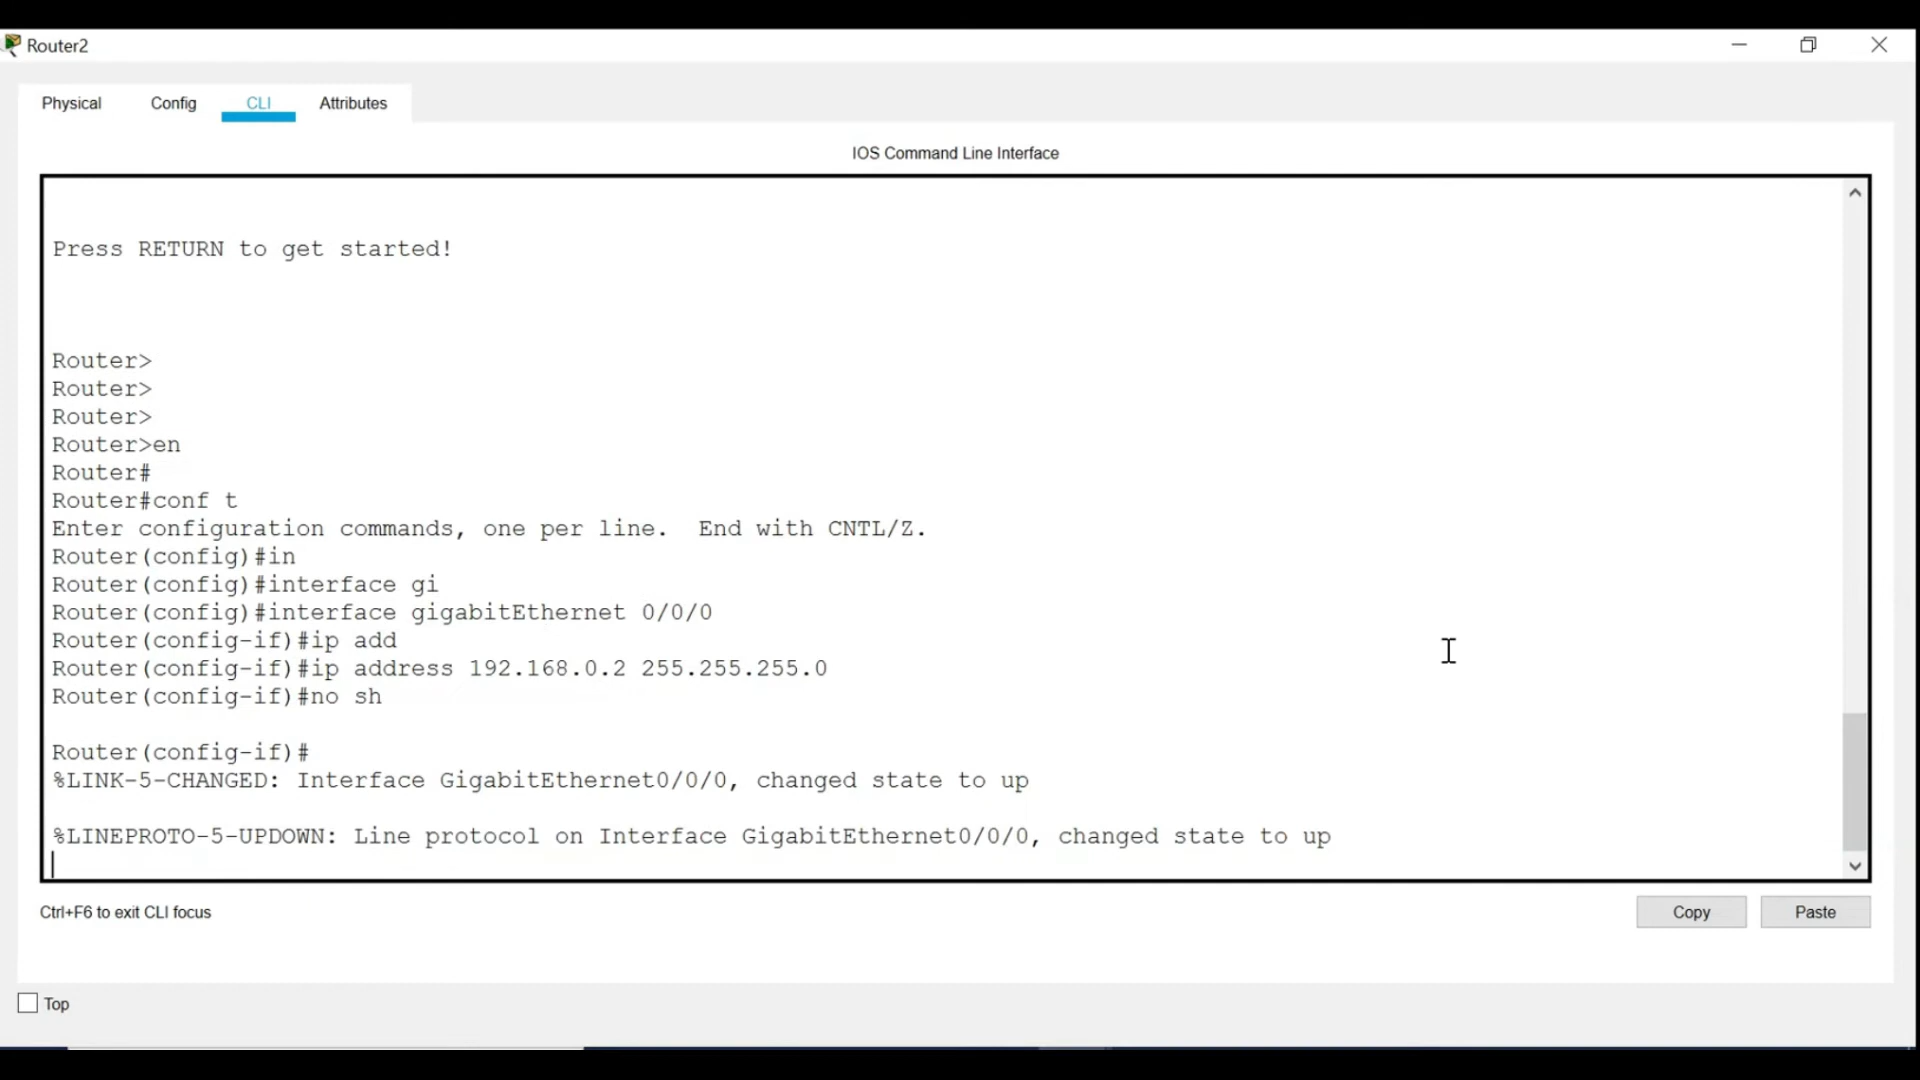 Router2
Physical Config CLI Attributes
IOS Command Line Interface
Press RETURN to get started!
Router>
Router>
Router>
Router>en
Router#
Router#conf t
Enter configuration commands, one per line.  End with CNTL/Z.
Router(config)#in
Router(config)#interface gi
Router(config)#interface gigabitEthernet 0/0/0
Router(config-if)#ip add
Router(config-if)#ip address 192.168.0.2 255.255.255.0
Router(config-if)#no sh
Router(config-if)#
%LINK-5-CHANGED: Interface GigabitEthernet0/0/0, changed state to up
%LINEPROTO-5-UPDOWN: Line protocol on Interface GigabitEthernet0/0/0, changed state to up
Ctrl+F6 to exit CLI focus
Copy Paste
Top